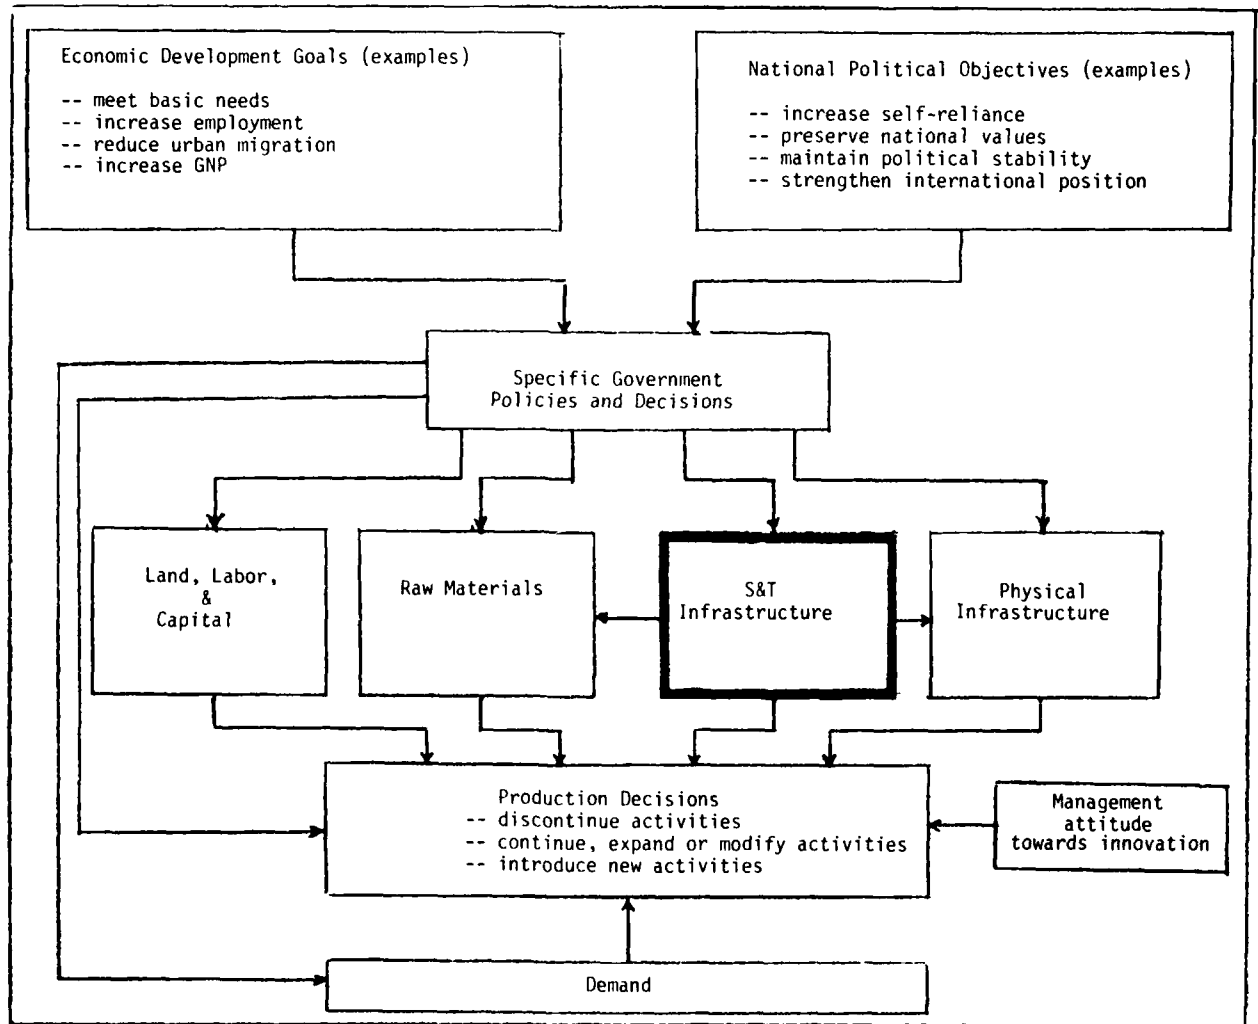 Economic Development Goals (examples)
-- meet basic needs
-- increase employment
-- reduce urban migration
-- increase GNP
National Political Objectives (examples)
-- increase self-reliance
-- preserve national values
-- maintain political stability
-- strengthen international position
Specific Government
Policies and Decisions
Land, Labor,
&
Capital
Raw Materials
S&T
Infrastructure
Physical
Infrastructure
Production Decisions
-- discontinue activities
-- continue, expand or modify activities
-- introduce new activities
Management
attitude
towards innovation
Demand